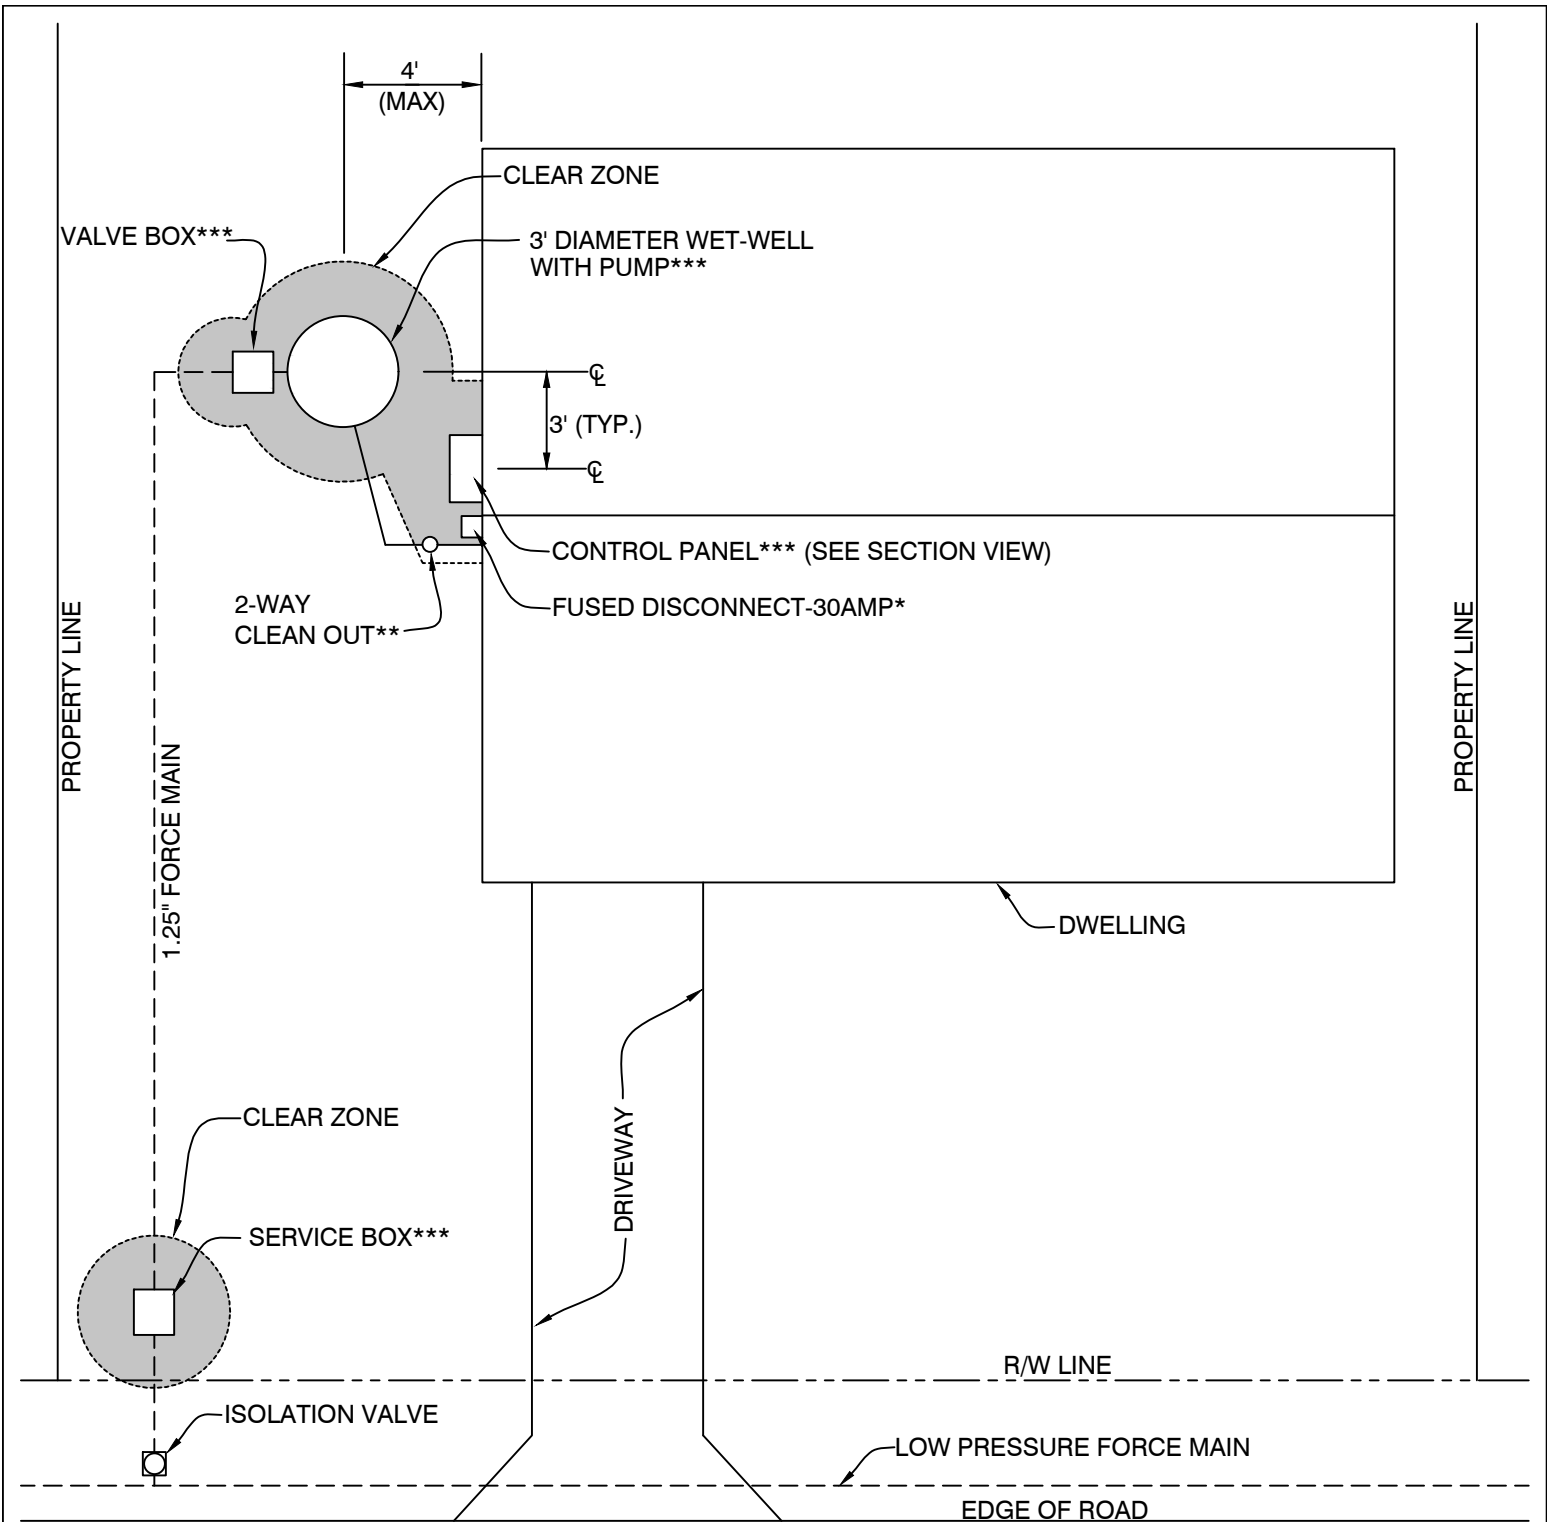 4'
(MAX)
CLEAR ZONE
VALVE BOX***
3' DIAMETER WET-WELL
WITH PUMP***
℄
3' (TYP.)
℄
CONTROL PANEL*** (SEE SECTION VIEW)
FUSED DISCONNECT-30AMP*
2-WAY
CLEAN OUT**
PROPERTY LINE
PROPERTY LINE
1.25" FORCE MAIN
DWELLING
CLEAR ZONE
DRIVEWAY
SERVICE BOX***
R/W LINE
ISOLATION VALVE
LOW PRESSURE FORCE MAIN
EDGE OF ROAD